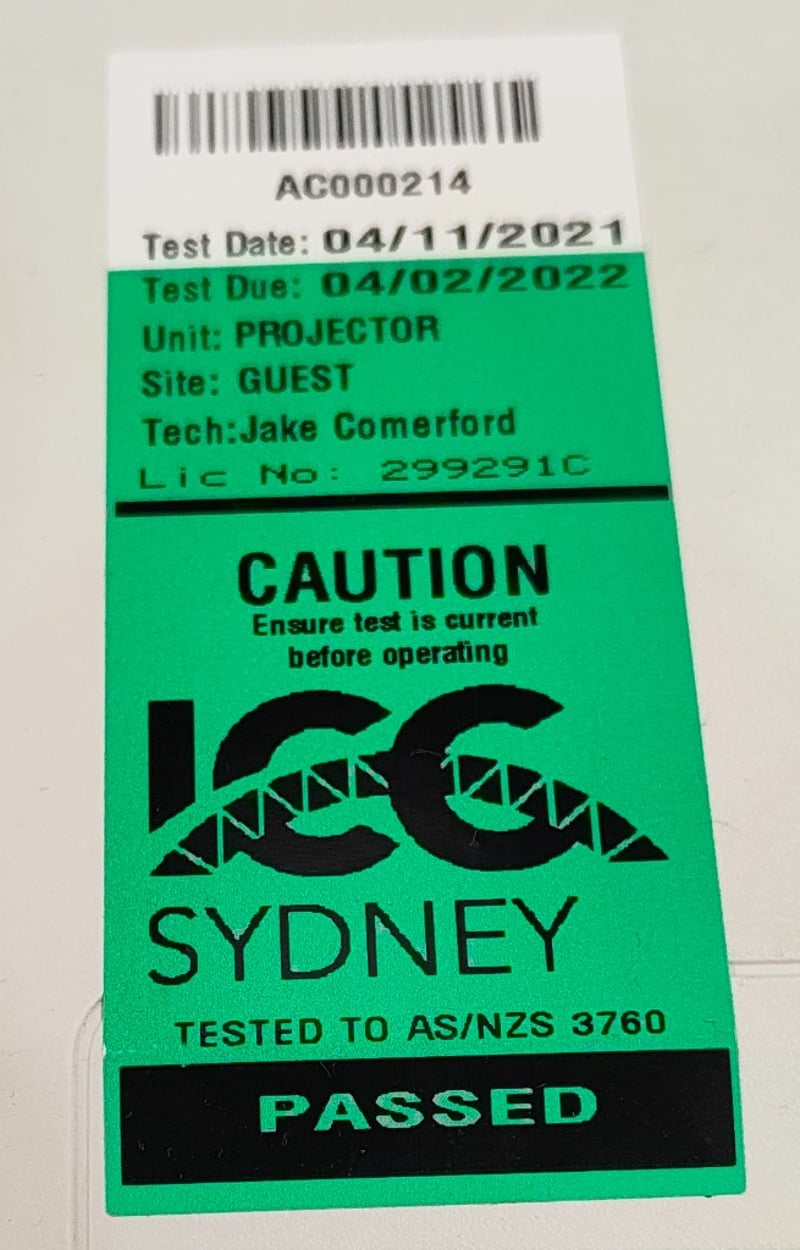 AC000214
Test Date: 04/11/2021
Test Due: 04/02/2022
Unit: PROJECTOR
Site: GUEST
Tech:Jake Comerford
Lic No: 299291C
CAUTION
Ensure test is current
before operating
ICC
SYDNEY
TESTED TO AS/NZS 3760
PASSED